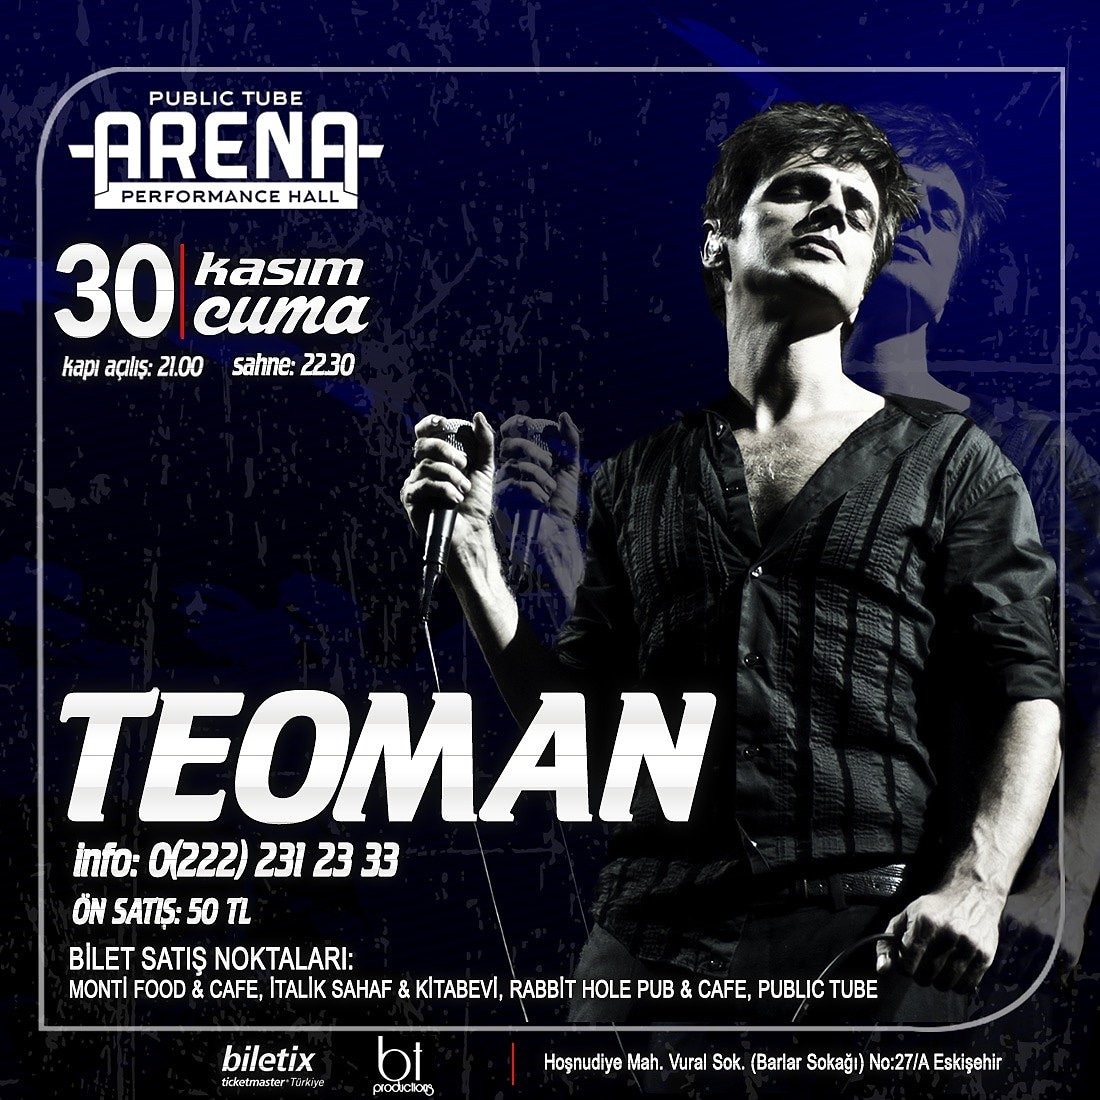 PUBLIC TUBE
ARENA
PERFORMANCE HALL
30 kasım
cuma
kapı açılış: 21.00 sahne: 22.30
TEOMAN
info: 0(222) 231 23 33
ÖN SATIŞ: 50 TL
BİLET SATIŞ NOKTALARI:
MONTİ FOOD & CAFE, İTALİK SAHAF & KİTABEVİ, RABBİT HOLE PUB & CAFE, PUBLIC TUBE
biletix
ticketmaster Türkiye
bt
productions
Hoşnudiye Mah. Vural Sok. (Barlar Sokağı) No:27/A Eskişehir